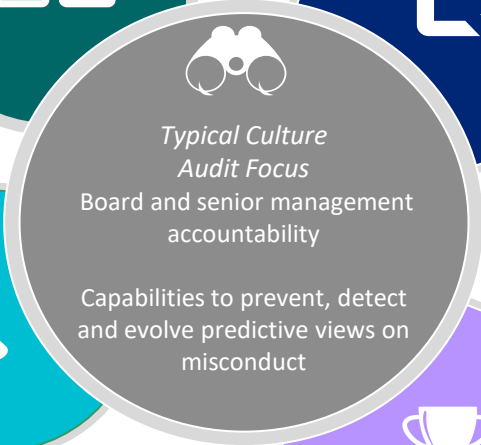 Typical Culture
Audit Focus
Board and senior management
accountability
Capabilities to prevent, detect
and evolve predictive views on
misconduct